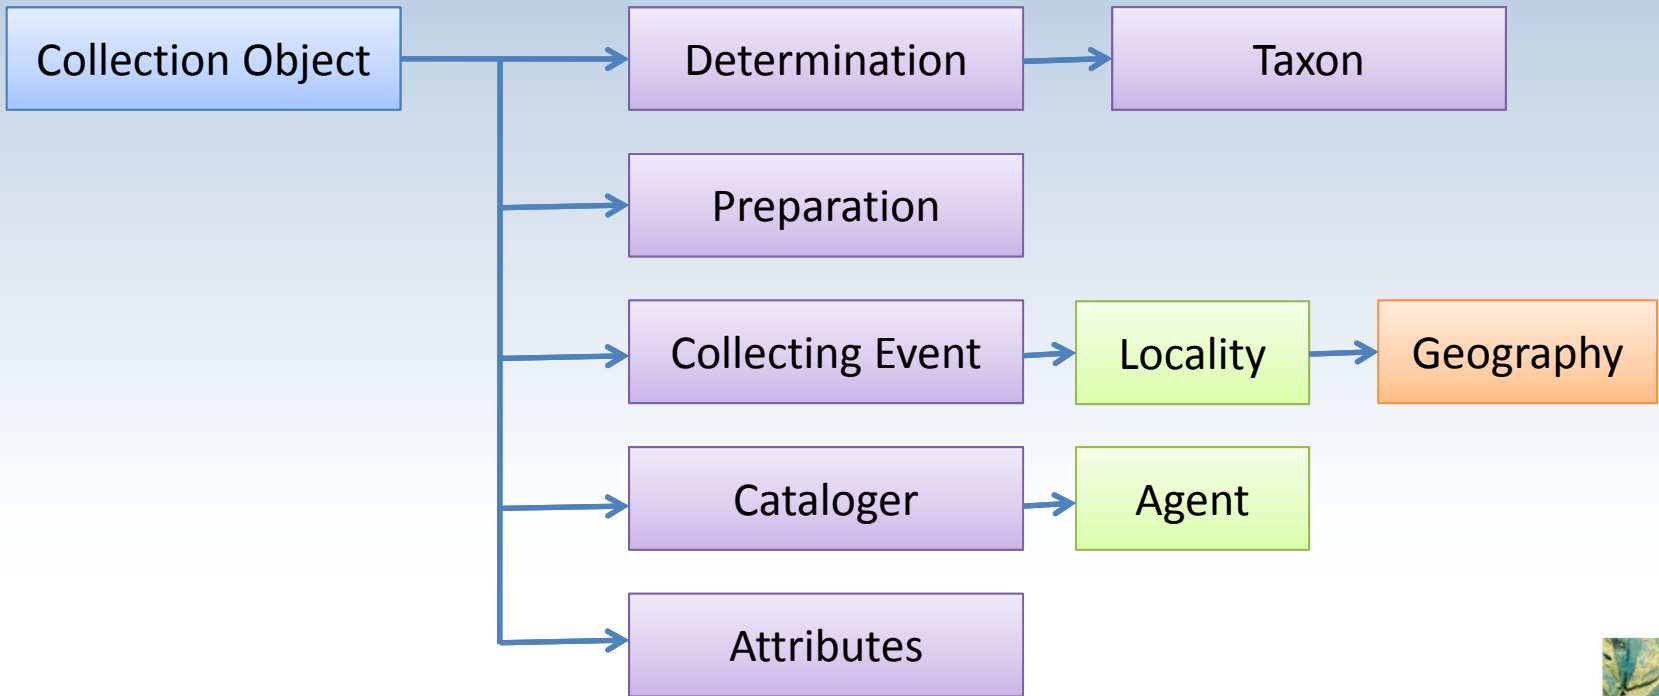 Collection Object
Determination
Taxon
Preparation
Collecting Event
Locality
Geography
Cataloger
Agent
Attributes